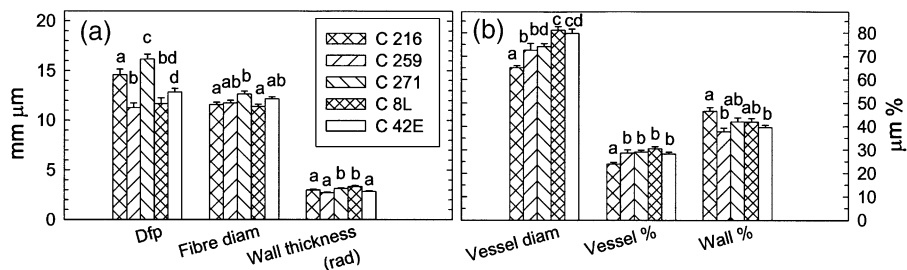 20
15
10
5
0
mm µm
(a)
a b c bd d
a ab b a ab
a a b b a
Dfp
Fibre diam
Wall thickness
(rad)
C 216
C 259
C 271
C 8L
C 42E
(b)
a b bd c cd
a b b b b
a b ab ab b
Vessel diam
Vessel %
Wall %
80
70
60
50
40
30
20
10
0
µm %